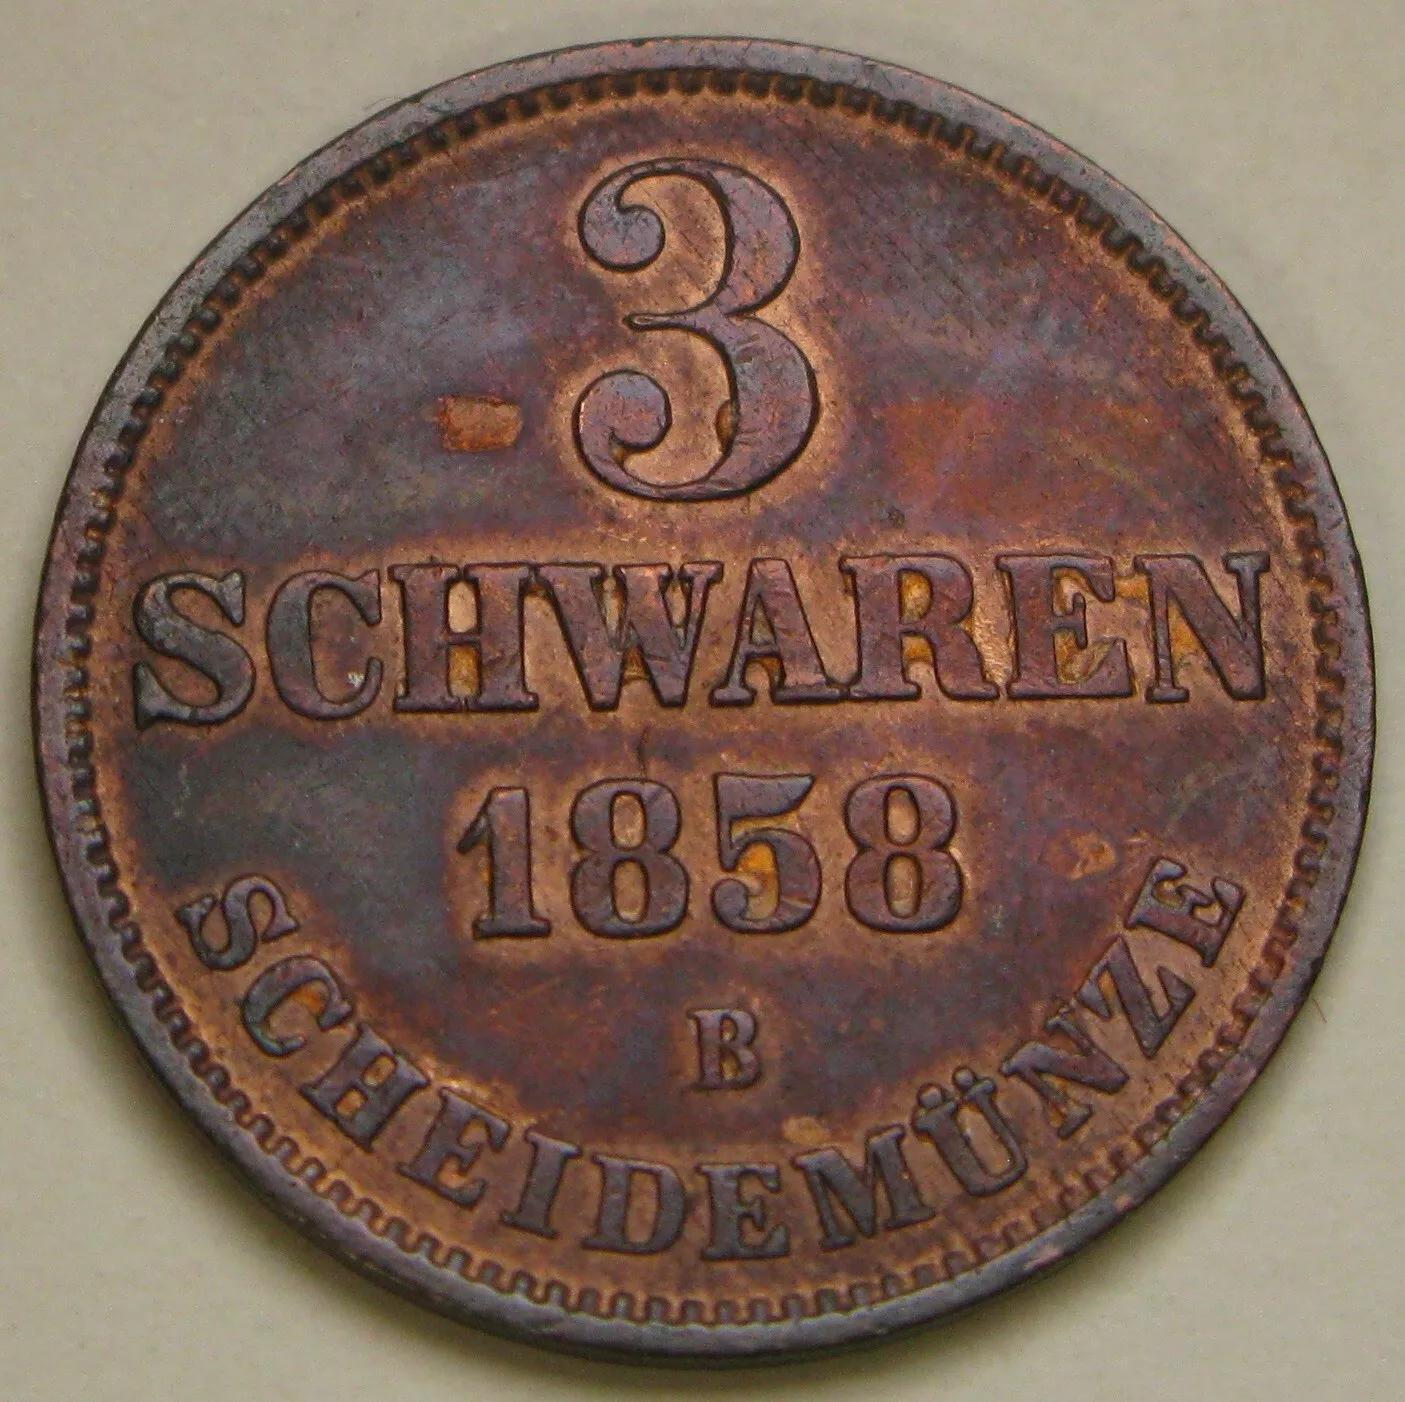 3
SCHWAREN
1858
B
SCHEIDEMÜNZE